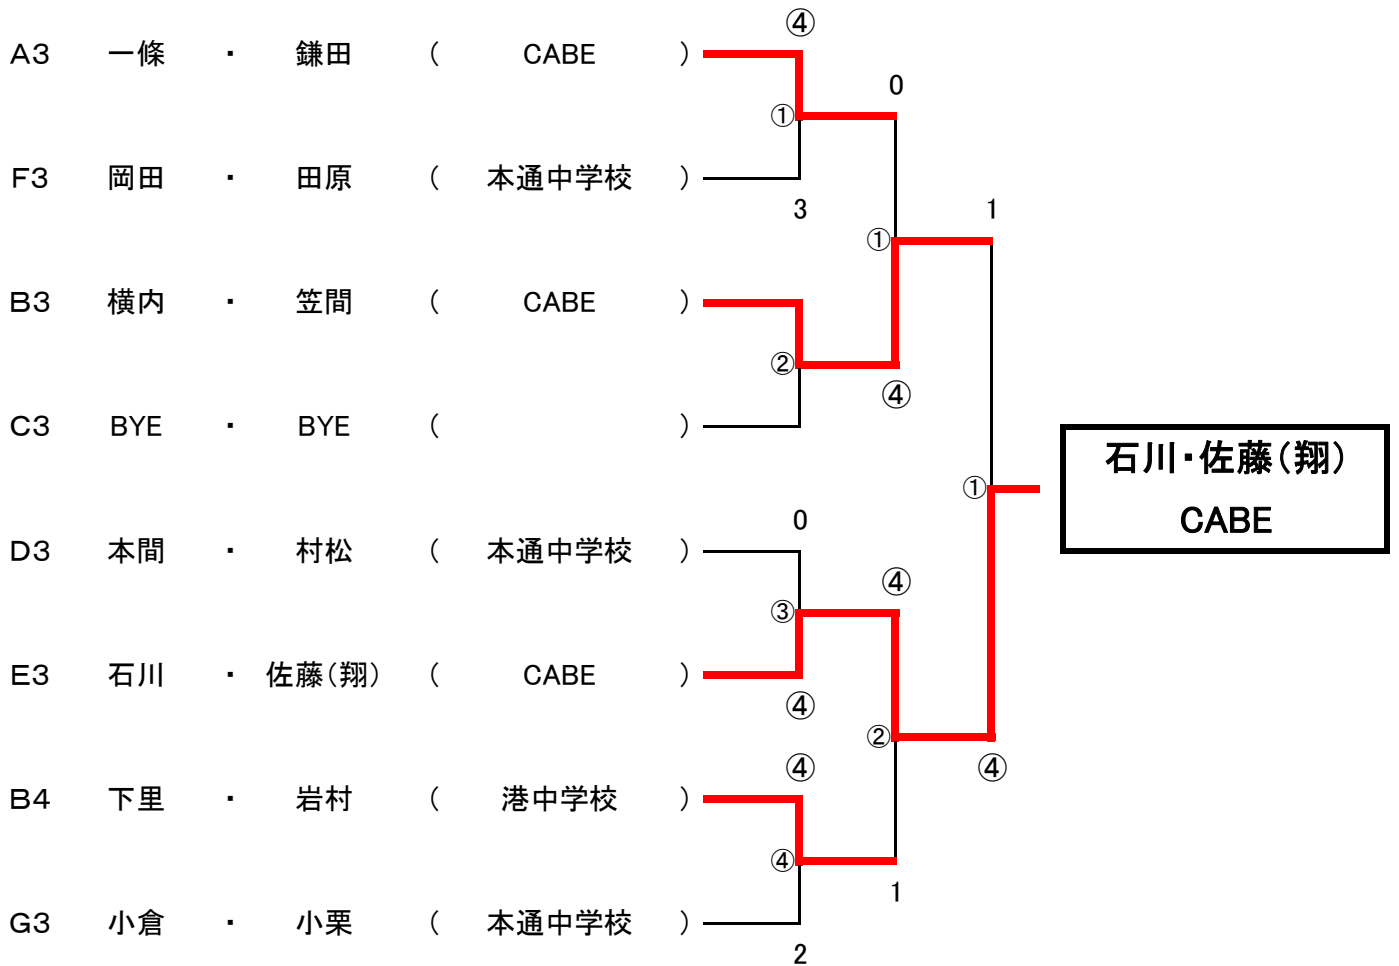 ④
A3 一條 ・ 鎌田 ( CABE )
0
①
F3 岡田 ・ 田原 ( 本通中学校 )
3 1
①
B3 横内 ・ 笠間 ( CABE )
②
④
C3 BYE ・ BYE ( )
石川・佐藤(翔)
①
CABE
0
D3 本間 ・ 村松 ( 本通中学校 )
④
③
E3 石川 ・ 佐藤(翔) ( CABE )
④
②
④ ④
B4 下里 ・ 岩村 ( 港中学校 )
④
1
G3 小倉 ・ 小栗 ( 本通中学校 )
2